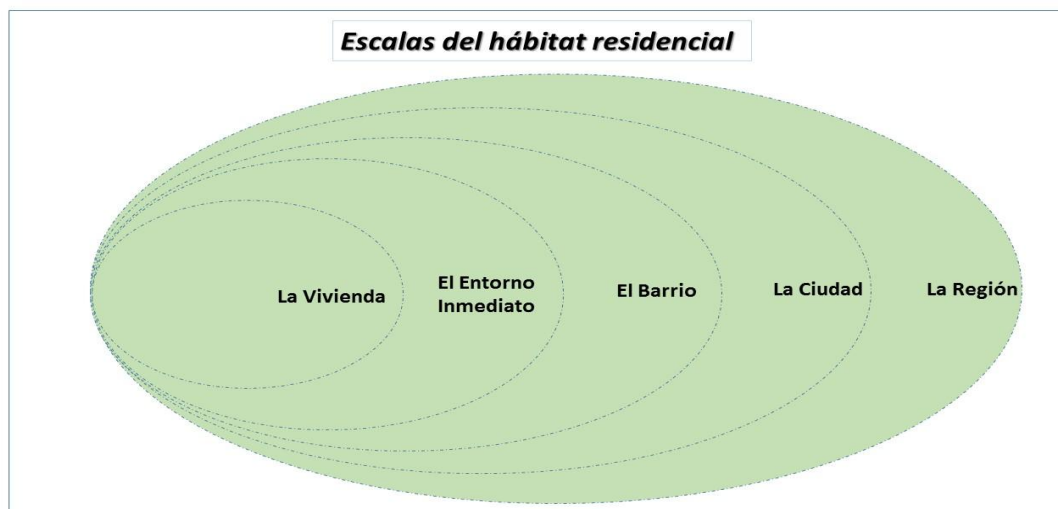 Escalas del hábitat residencial
La Vivienda
El Entorno
Inmediato
El Barrio
La Ciudad
La Región